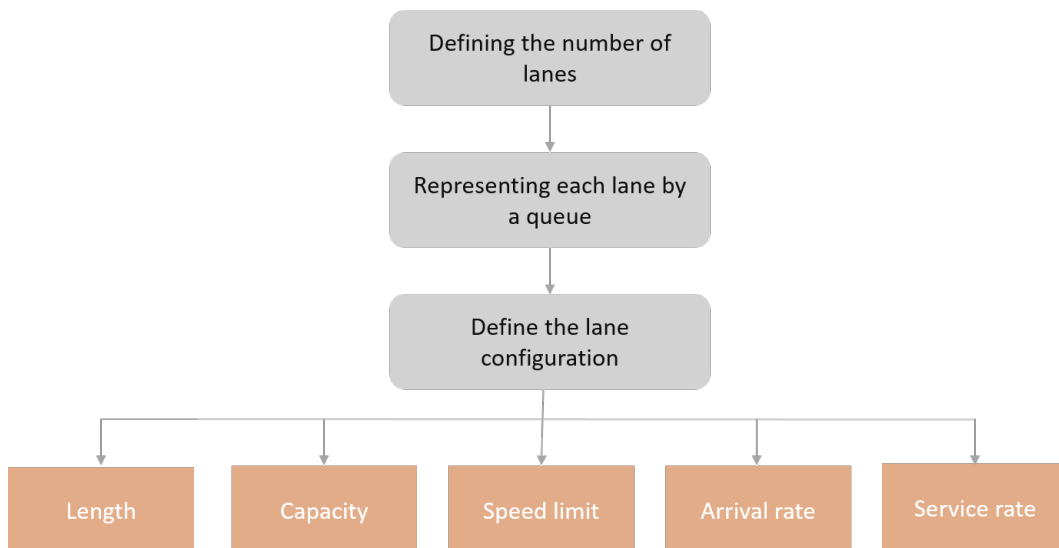 Defining the number of
lanes
Representing each lane by
a queue
Define the lane
configuration
Length
Capacity
Speed limit
Arrival rate
Service rate